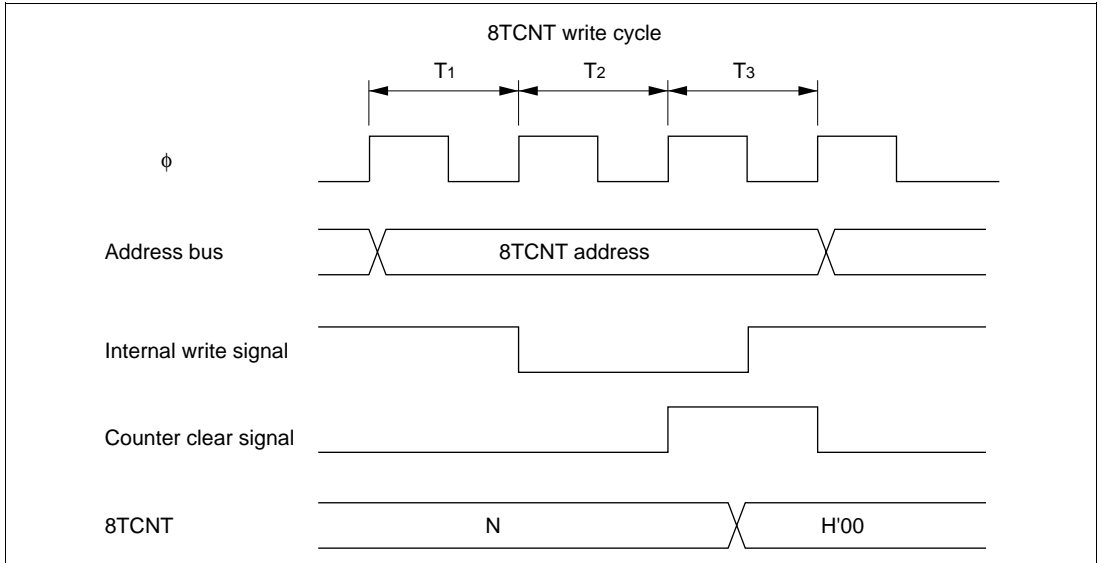 8TCNT write cycle
T1 T2 T3
φ
Address bus 8TCNT address
Internal write signal
Counter clear signal
8TCNT N H'00